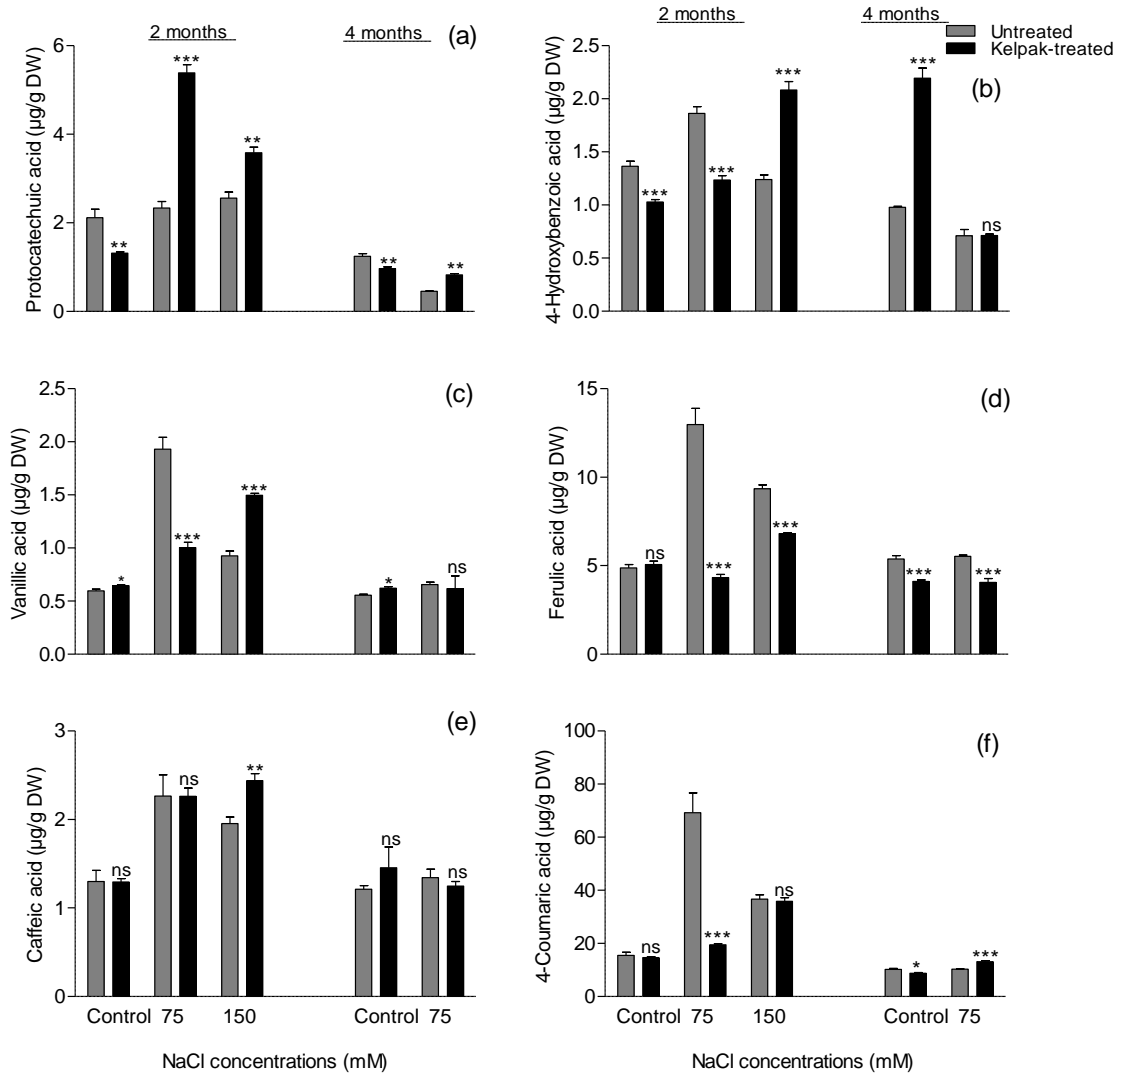 2 months
4 months
(a)
6
4
2
0
Protocatechuic acid (µg/g DW)
**
***
**
**
**
2 months
4 months
Untreated
Kelpak-treated
(b)
2.5
2.0
1.5
1.0
0.5
0.0
4-Hydroxybenzoic acid (µg/g DW)
***
***
***
***
ns
(c)
2.5
2.0
1.5
1.0
0.5
0.0
Vanillic acid (µg/g DW)
*
***
***
*
ns
(d)
15
10
5
0
Ferulic acid (µg/g DW)
ns
***
***
***
***
(e)
3
2
1
0
Caffeic acid (µg/g DW)
ns
ns
**
ns
ns
Control 75 150 Control 75
NaCl concentrations (mM)
(f)
100
80
60
40
20
0
4-Coumaric acid (µg/g DW)
ns
***
ns
*
***
Control 75 150 Control 75
NaCl concentrations (mM)